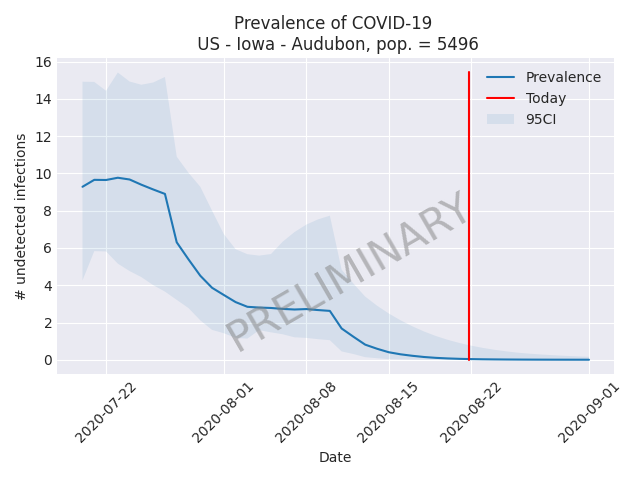 Prevalence of COVID-19
US - Iowa - Audubon, pop. = 5496
16
14
12
10
8
6
4
2
0
# undetected infections
Prevalence
Today
95CI
PRELIMINARY
2020-07-22
2020-08-01
2020-08-08
2020-08-15
2020-08-22
2020-09-01
Date